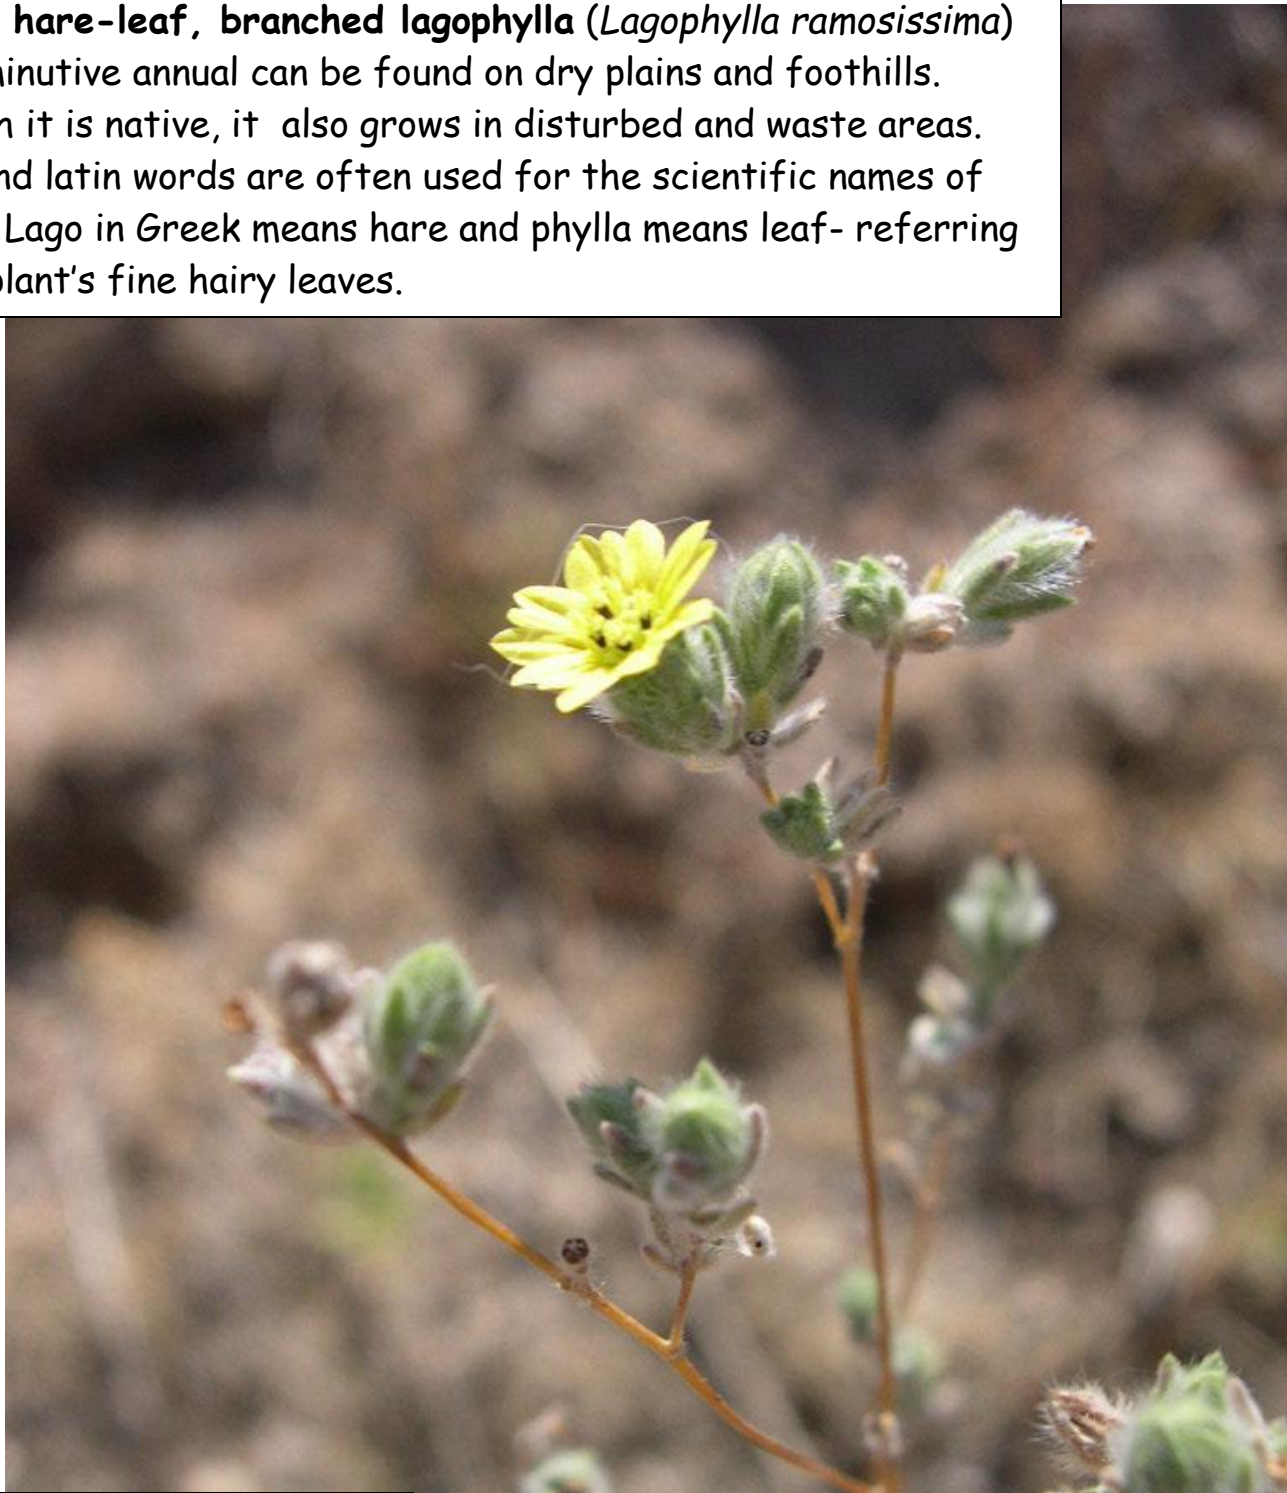 hare-leaf, branched lagophylla (Lagophylla ramosissima)
inutive annual can be found on dry plains and foothills.
it is native, it also grows in disturbed and waste areas.
nd latin words are often used for the scientific names of
Lago in Greek means hare and phylla means leaf- referring
plant's fine hairy leaves.